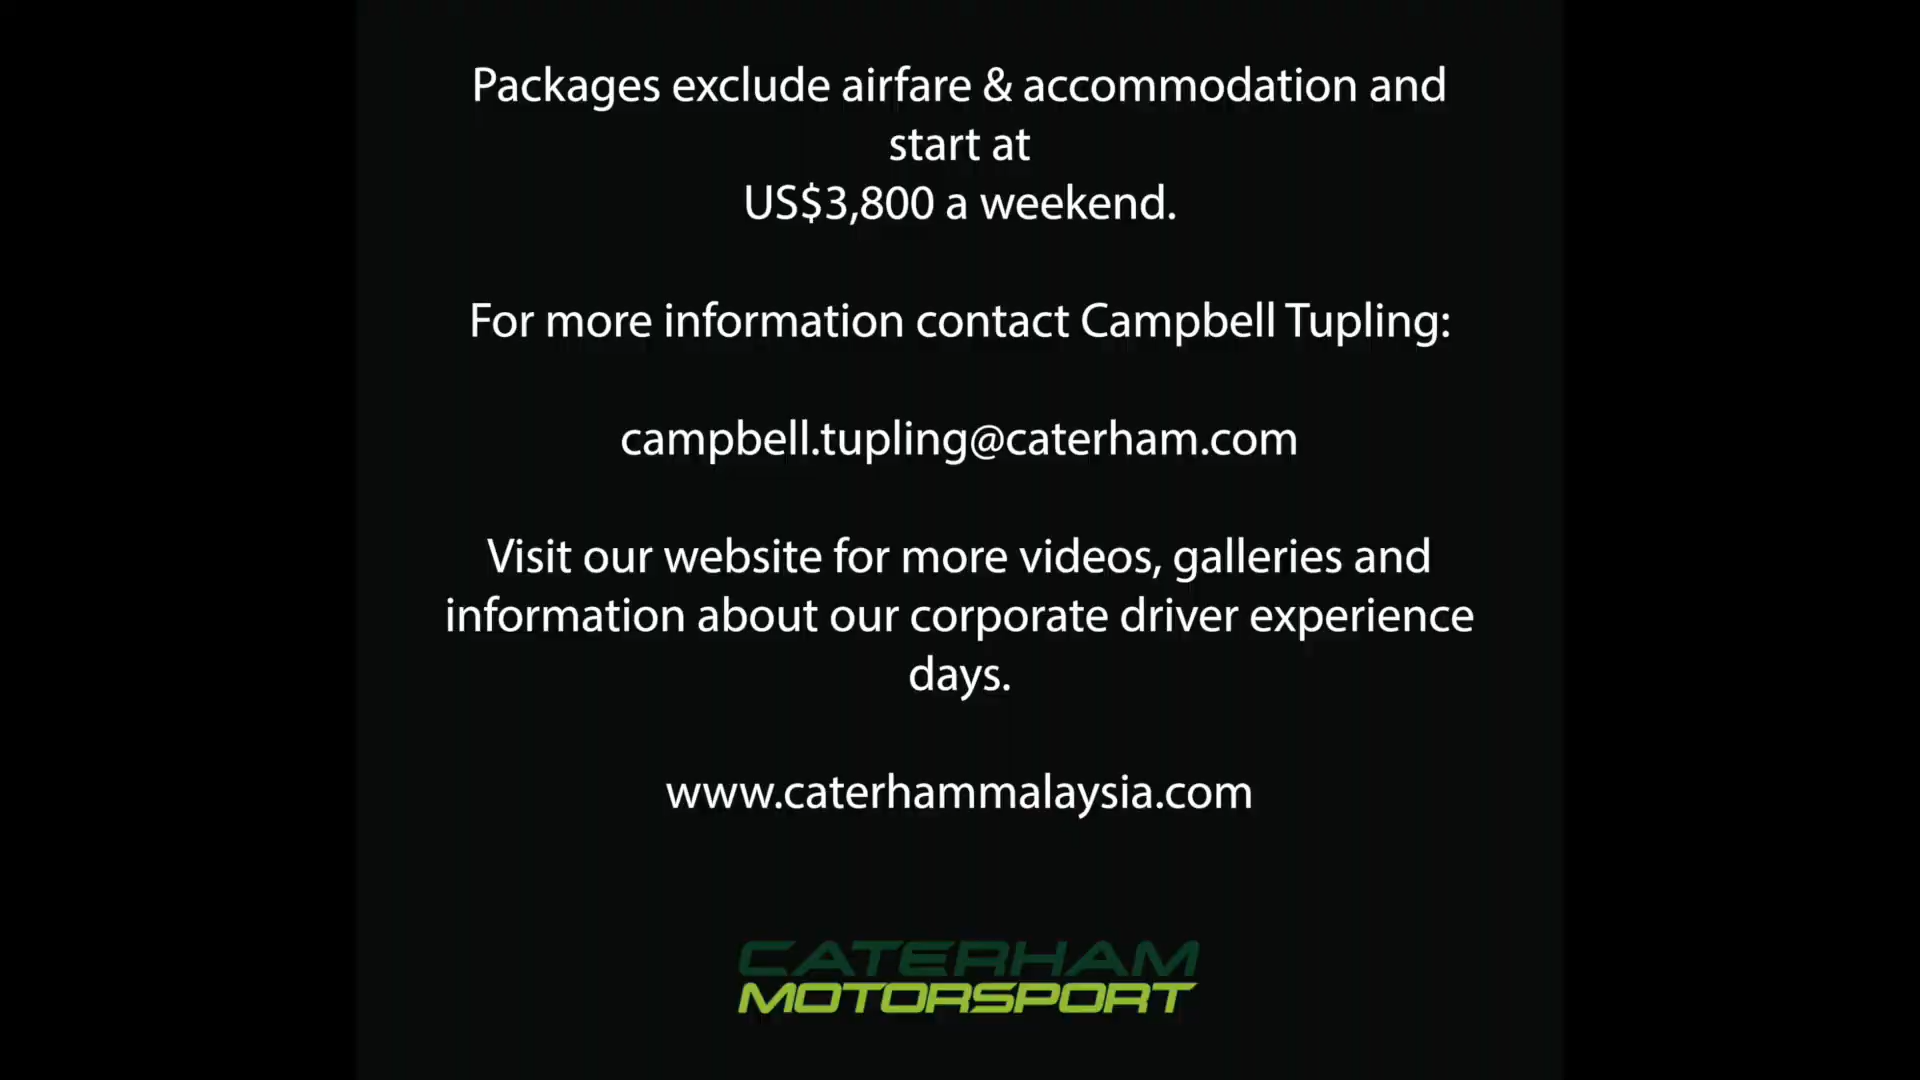 Packages exclude airfare & accommodation and
start at
US$3,800 a weekend.
For more information contact Campbell Tupling:
campbell.tupling@caterham.com
Visit our website for more videos, galleries and
information about our corporate driver experience
days.
www.caterhammalaysia.com
CATERHAM
MOTORSPORT